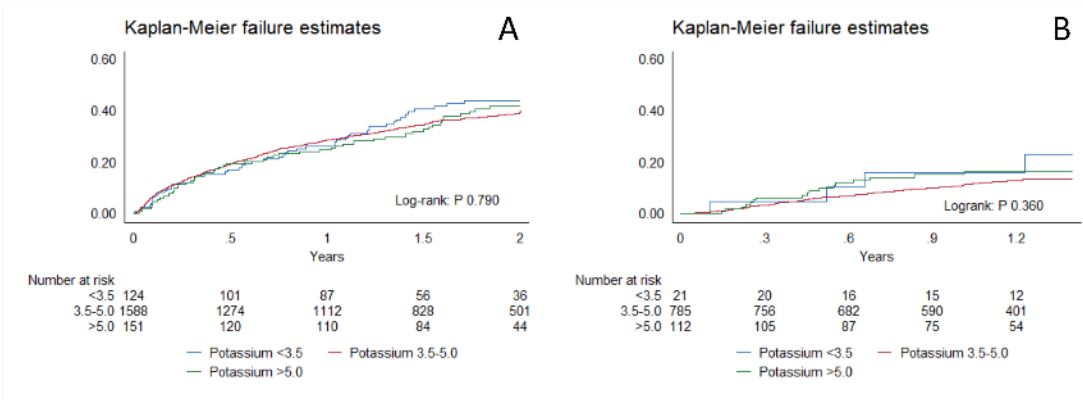 Kaplan-Meier failure estimates
A
0.60
0.40
0.20
0.00
Log-rank: P 0.790
0 .5 1 1.5 2
Years
Number at risk
<3.5 124 101 87 56 36
3.5-5.0 1588 1274 1112 828 501
>5.0 151 120 110 84 44
Potassium <3.5 Potassium 3.5-5.0
Potassium >5.0
Kaplan-Meier failure estimates
B
0.60
0.40
0.20
0.00
Logrank: P 0.360
0 .3 .6 .9 1.2
Years
Number at risk
<3.5 21 20 16 15 12
3.5-5.0 785 756 682 590 401
>5.0 112 105 87 75 54
Potassium <3.5 Potassium 3.5-5.0
Potassium >5.0